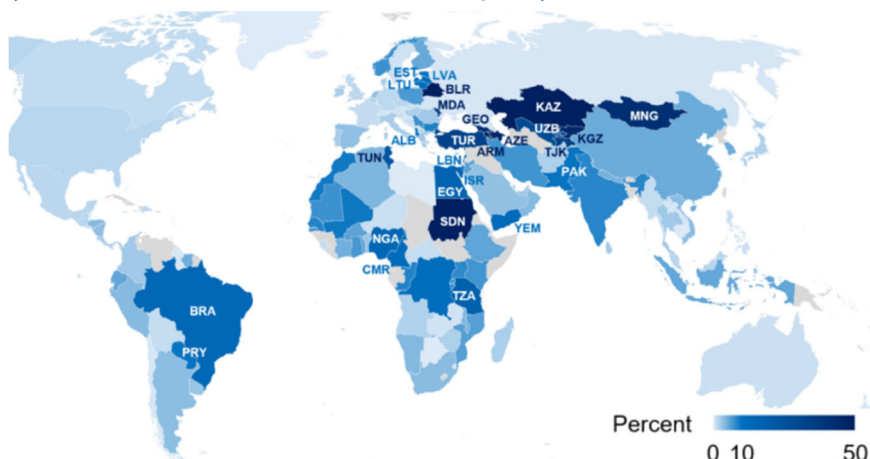 EST
LVA
LTU
BLR
MDA
KAZ
GEO
MNG
UZB
ALB
TUR
AZE
KGZ
TUN
ARM
TJK
LBN
PAK
ISR
EGY
SDN
YEM
NGA
CMR
TZA
BRA
PRY
Percent
0 10 50